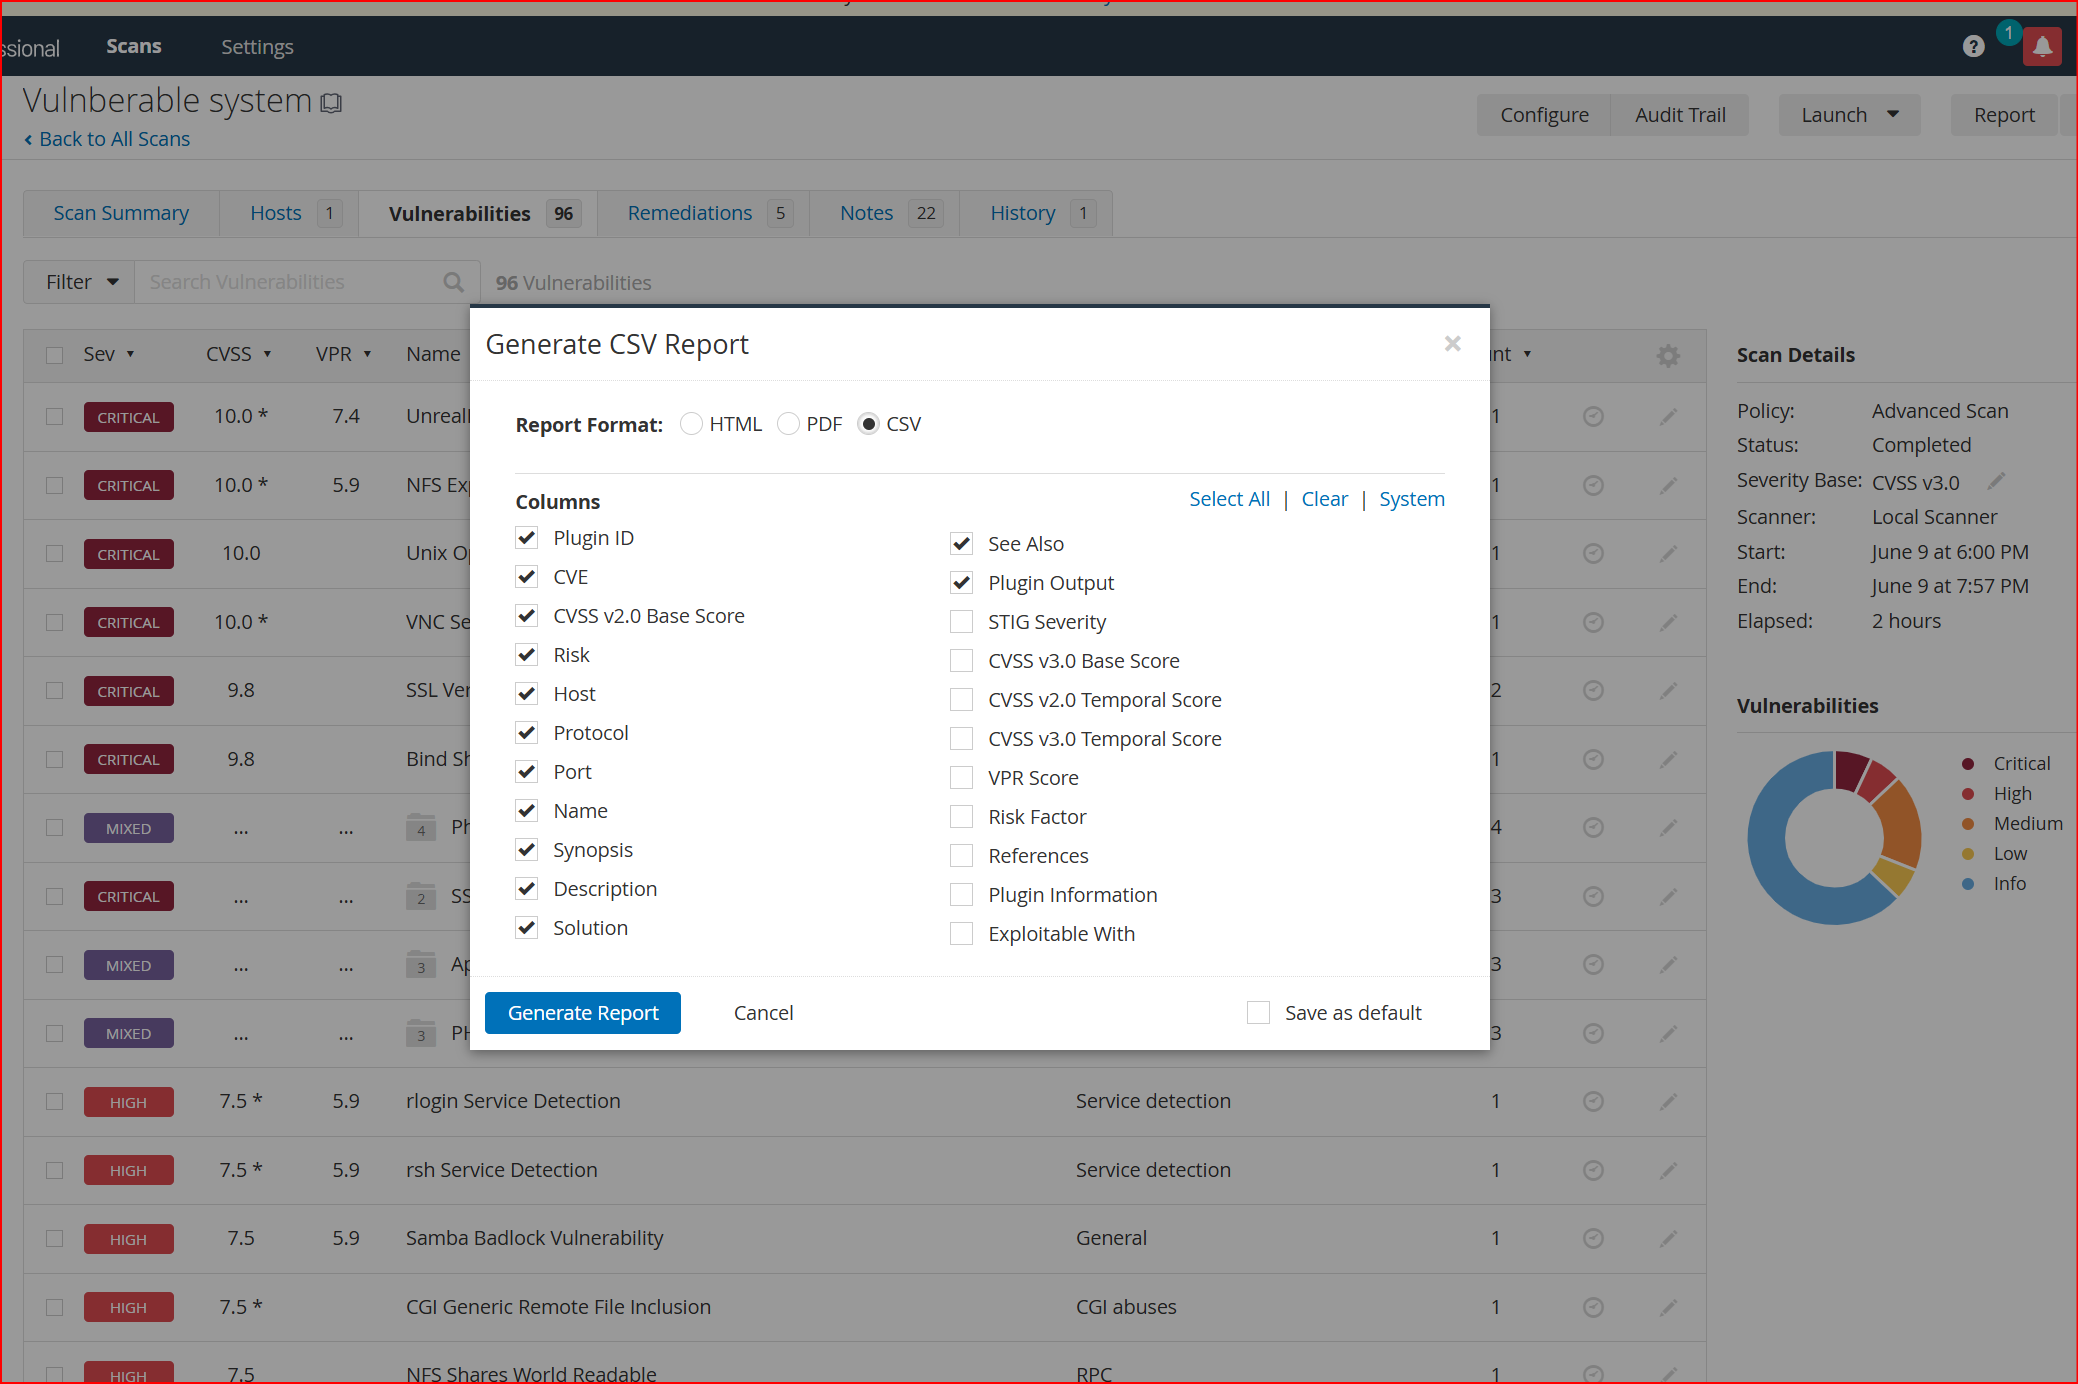 ssional Scans Settings ? 1
Vulnberable system
Back to All Scans
Configure Audit Trail Launch Report
Scan Summary Hosts 1 Vulnerabilities 96 Remediations 5 Notes 22 History 1
Filter Search Vulnerabilities 96 Vulnerabilities
Sev CVSS VPR Name
CRITICAL 10.0 * 7.4 1
CRITICAL 10.0 * 5.9 NFS 1
CRITICAL 10.0 Unix 1
CRITICAL 10.0 * VNC 1
CRITICAL 9.8 SSL 2
CRITICAL 9.8 Bind 1
MIXED ... ... 4 4
CRITICAL ... ... 2 3
MIXED ... ... 3 3
MIXED ... ... 3 3
HIGH 7.5 * 5.9 rlogin Service Detection Service detection 1
HIGH 7.5 * 5.9 rsh Service Detection Service detection 1
HIGH 7.5 5.9 Samba Badlock Vulnerability General 1
HIGH 7.5 * CGI Generic Remote File Inclusion CGI abuses 1
HIGH 7.5 NFS Shares World Readable RPC 1
Generate CSV Report ×
Report Format: HTML PDF CSV
Columns Select All | Clear | System
Plugin ID
CVE
CVSS v2.0 Base Score
Risk
Host
Protocol
Port
Name
Synopsis
Description
Solution
See Also
Plugin Output
STIG Severity
CVSS v3.0 Base Score
CVSS v2.0 Temporal Score
CVSS v3.0 Temporal Score
VPR Score
Risk Factor
References
Plugin Information
Exploitable With
Generate Report Cancel Save as default
Scan Details
Policy: Advanced Scan
Status: Completed
Severity Base: CVSS v3.0
Scanner: Local Scanner
Start: June 9 at 6:00 PM
End: June 9 at 7:57 PM
Elapsed: 2 hours
Vulnerabilities
Critical
High
Medium
Low
Info